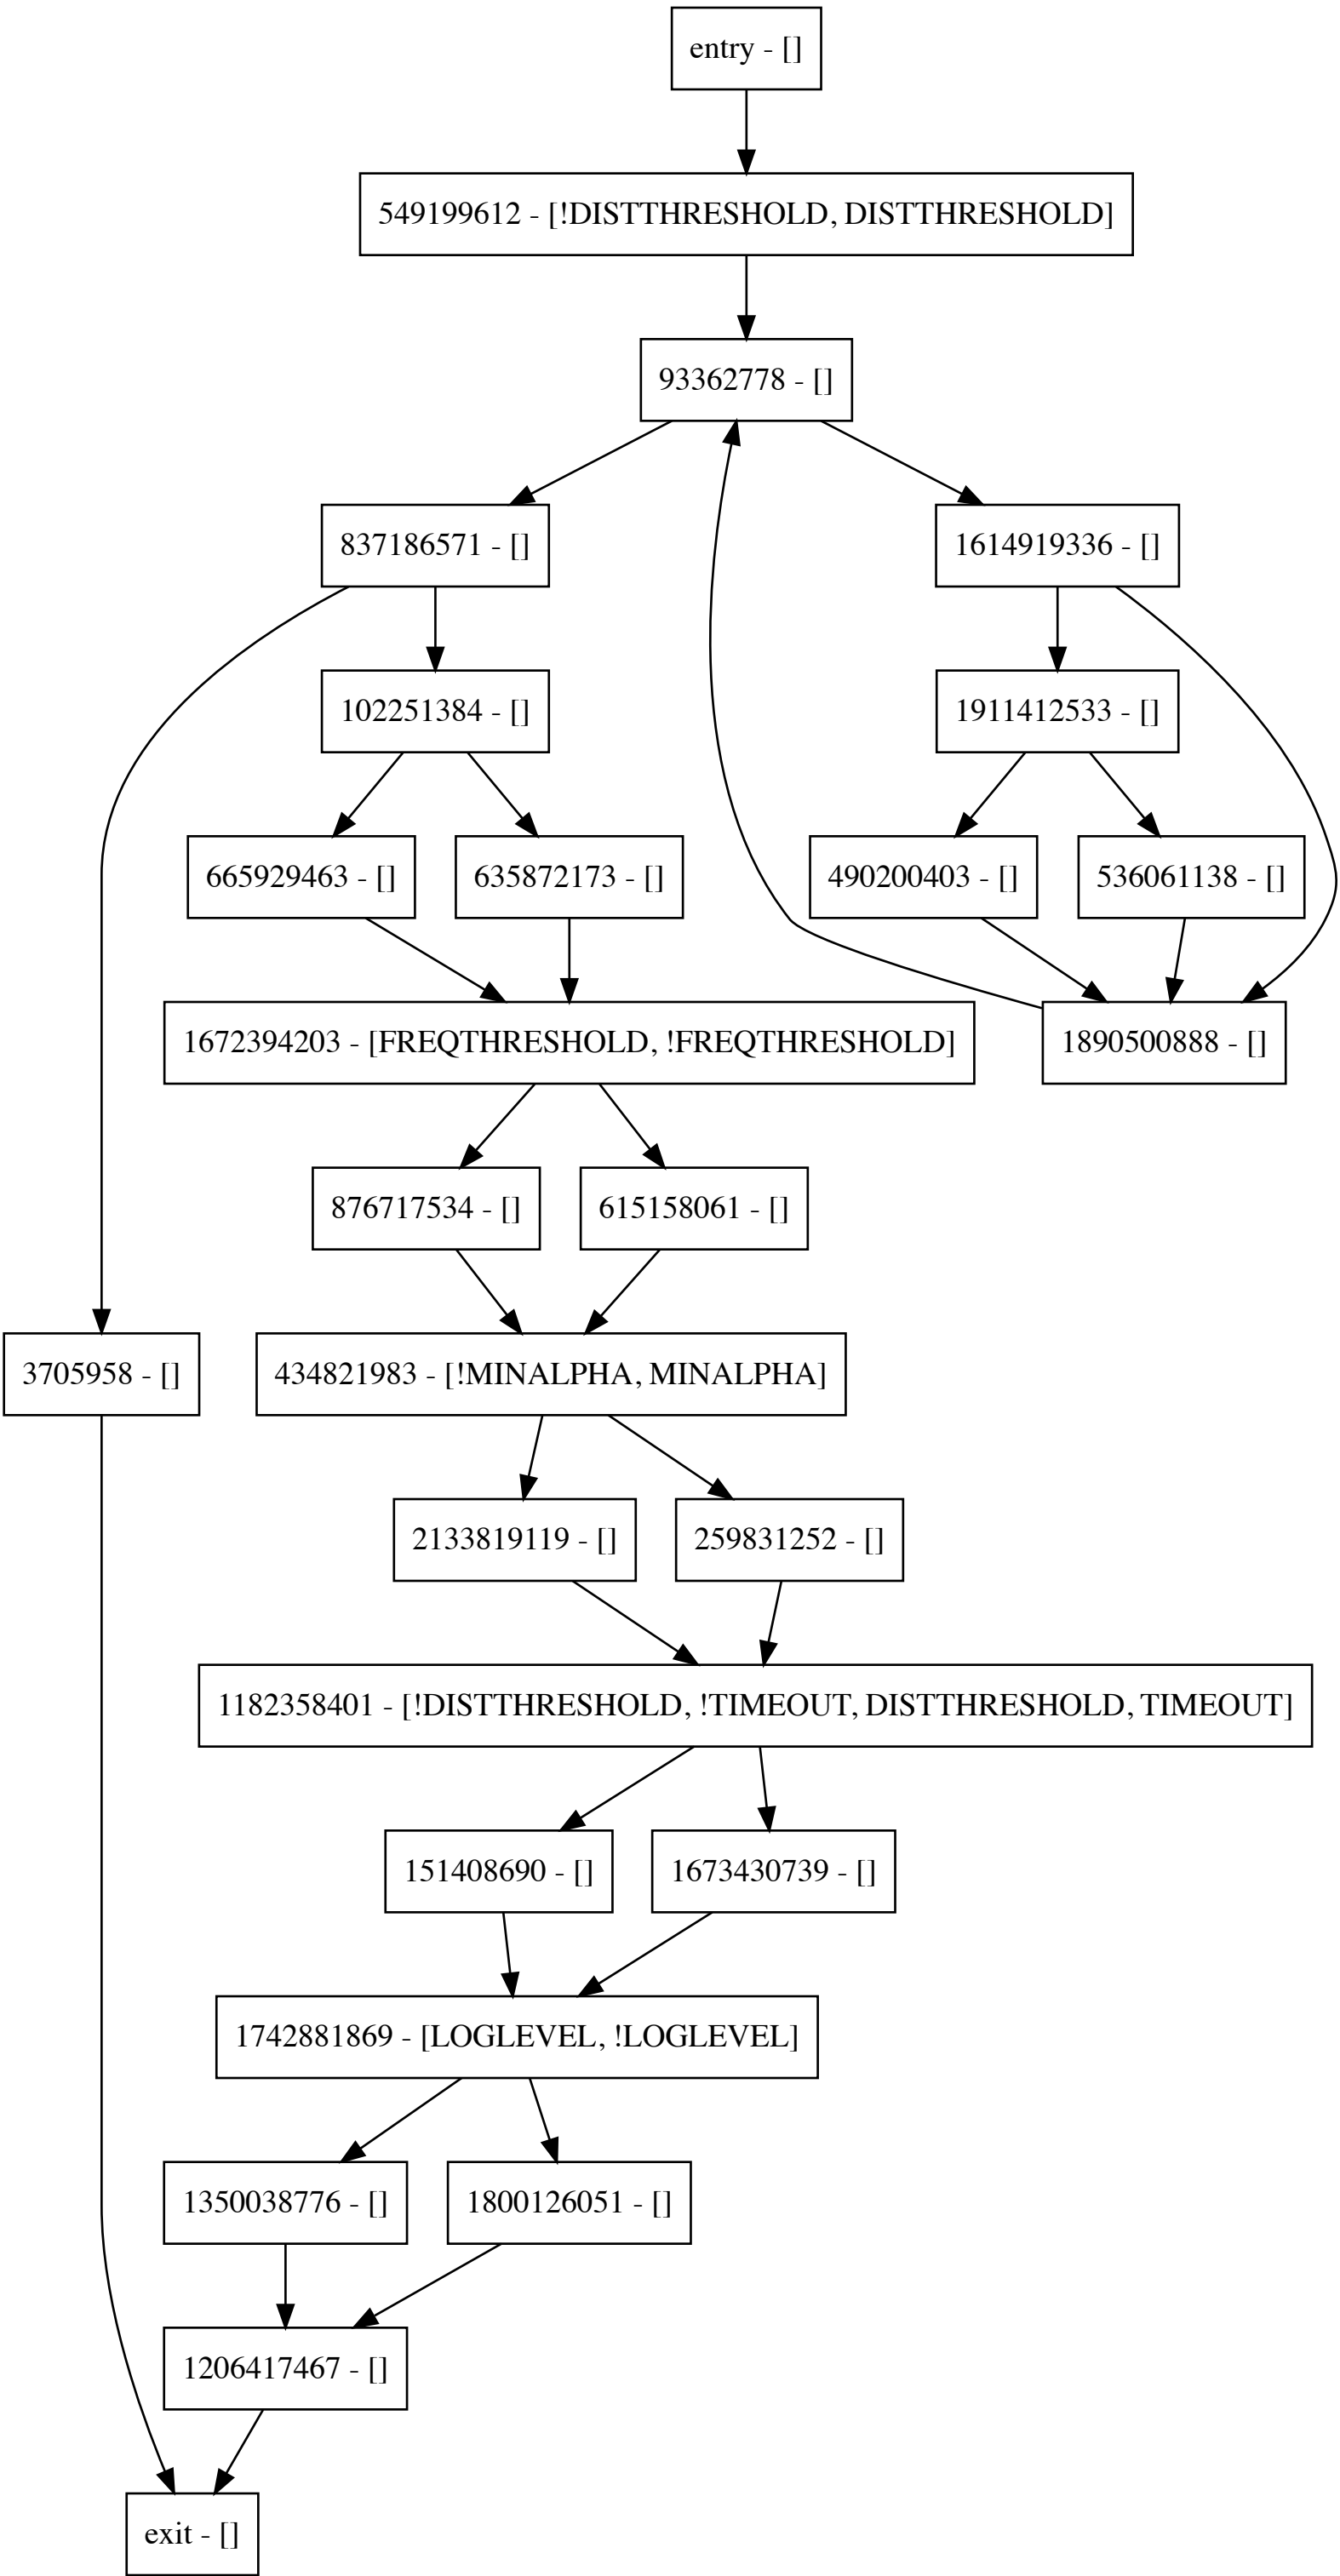 entry - []
549199612 - [!DISTTHRESHOLD, DISTTHRESHOLD]
93362778 - []
837186571 - []
1614919336 - []
102251384 - []
1911412533 - []
665929463 - []
635872173 - []
490200403 - []
536061138 - []
1672394203 - [FREQTHRESHOLD, !FREQTHRESHOLD]
1890500888 - []
876717534 - []
615158061 - []
3705958 - []
434821983 - [!MINALPHA, MINALPHA]
2133819119 - []
259831252 - []
1182358401 - [!DISTTHRESHOLD, !TIMEOUT, DISTTHRESHOLD, TIMEOUT]
151408690 - []
1673430739 - []
1742881869 - [LOGLEVEL, !LOGLEVEL]
1350038776 - []
1800126051 - []
1206417467 - []
exit - []